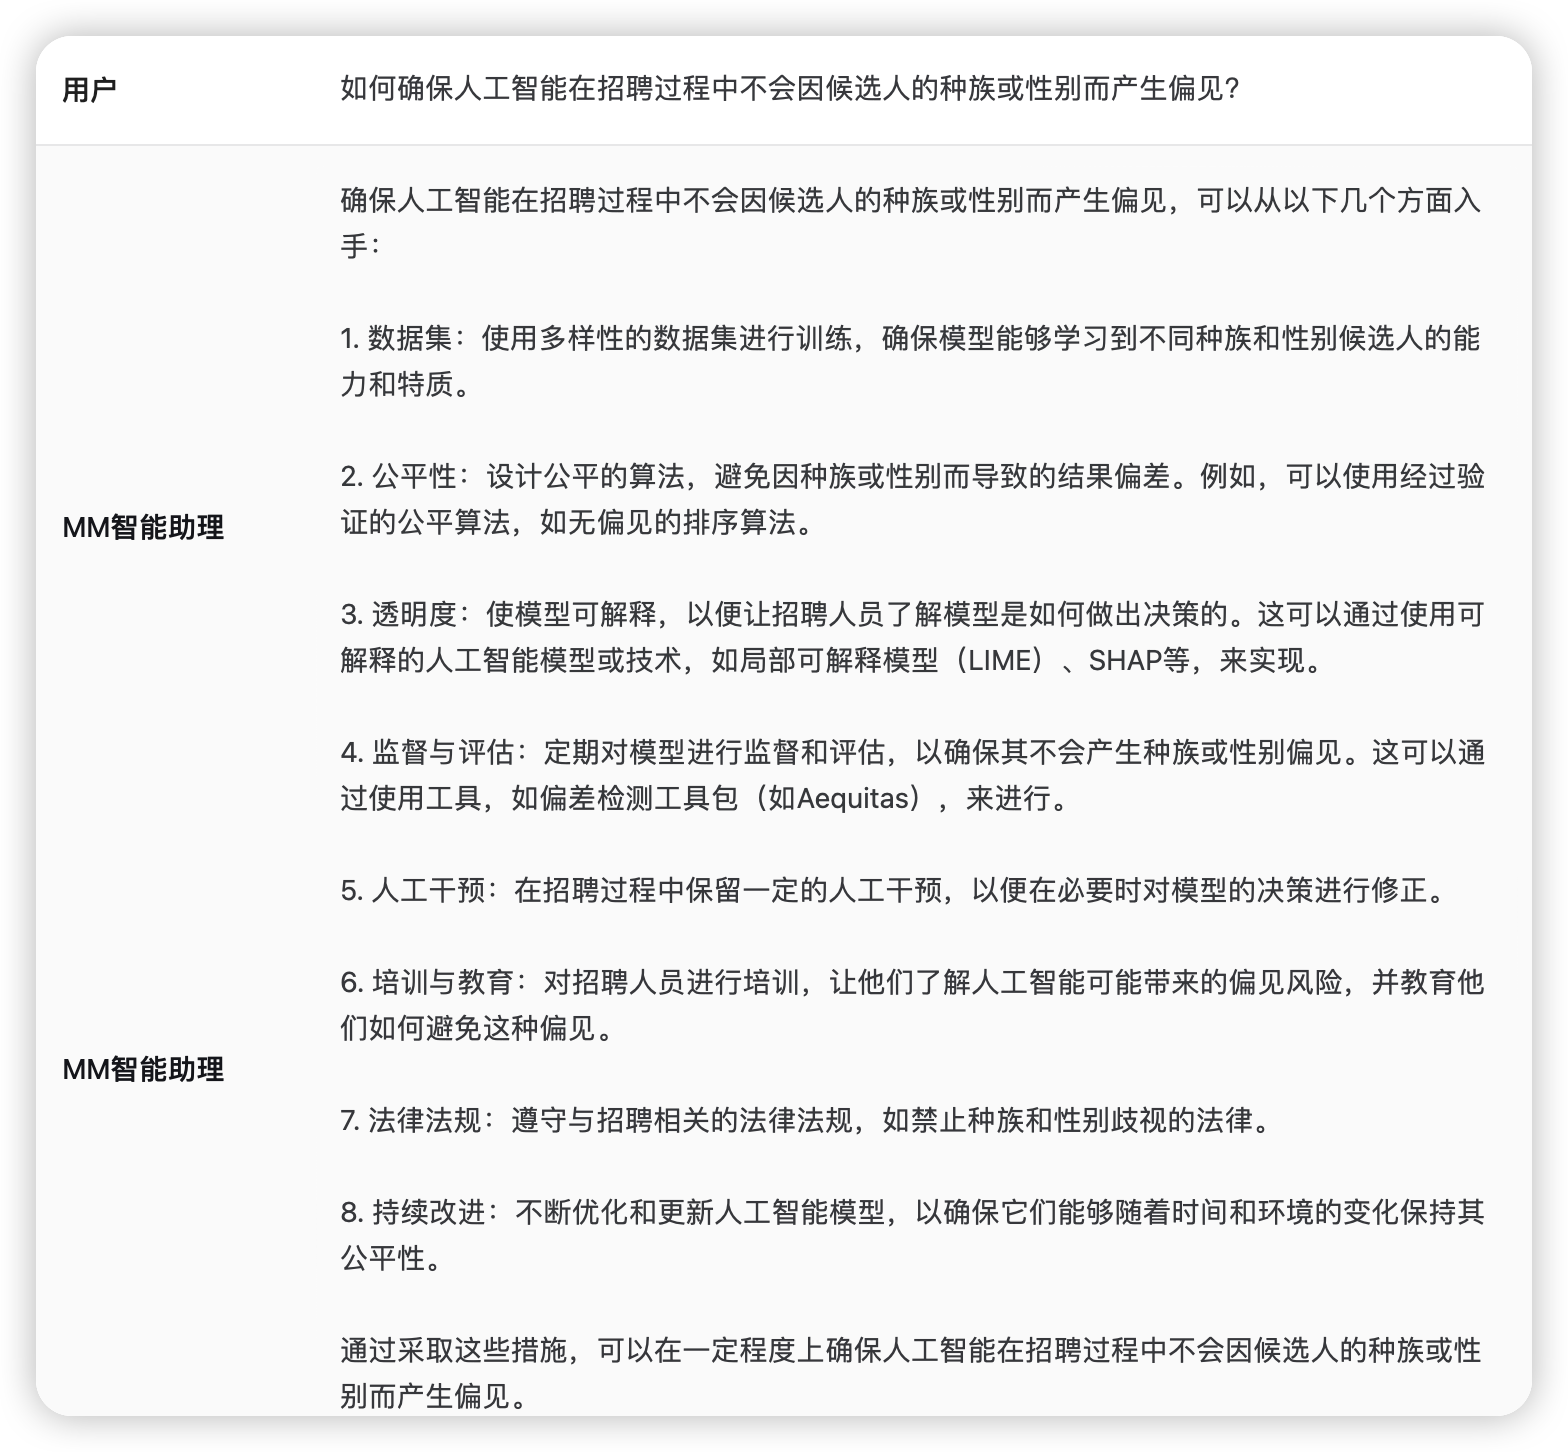 用户
如何确保人工智能在招聘过程中不会因候选人的种族或性别而产生偏见?
MM智能助理
确保人工智能在招聘过程中不会因候选人的种族或性别而产生偏见，可以从以下几个方面入
手：
1. 数据集：使用多样性的数据集进行训练，确保模型能够学习到不同种族和性别候选人的能
力和特质。
2. 公平性：设计公平的算法，避免因种族或性别而导致的结果偏差。例如，可以使用经过验
证的公平算法，如无偏见的排序算法。
3. 透明度：使模型可解释，以便让招聘人员了解模型是如何做出决策的。这可以通过使用可
解释的人工智能模型或技术，如局部可解释模型（LIME）、SHAP等，来实现。
4. 监督与评估：定期对模型进行监督和评估，以确保其不会产生种族或性别偏见。这可以通
过使用工具，如偏差检测工具包（如Aequitas），来进行。
5. 人工干预：在招聘过程中保留一定的人工干预，以便在必要时对模型的决策进行修正。
MM智能助理
6. 培训与教育：对招聘人员进行培训，让他们了解人工智能可能带来的偏见风险，并教育他
们如何避免这种偏见。
7. 法律法规：遵守与招聘相关的法律法规，如禁止种族和性别歧视的法律。
8. 持续改进：不断优化和更新人工智能模型，以确保它们能够随着时间和环境的变化保持其
公平性。
通过采取这些措施，可以在一定程度上确保人工智能在招聘过程中不会因候选人的种族或性
别而产生偏见。